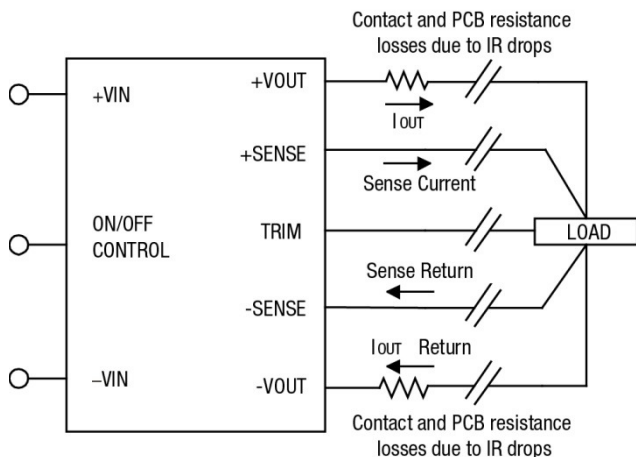 Contact and PCB resistance
losses due to IR drops
+VOUT
+VIN
IOUT
+SENSE
Sense Current
ON/OFF
CONTROL
TRIM
LOAD
Sense Return
-SENSE
IOUT Return
–VIN
-VOUT
Contact and PCB resistance
losses due to IR drops